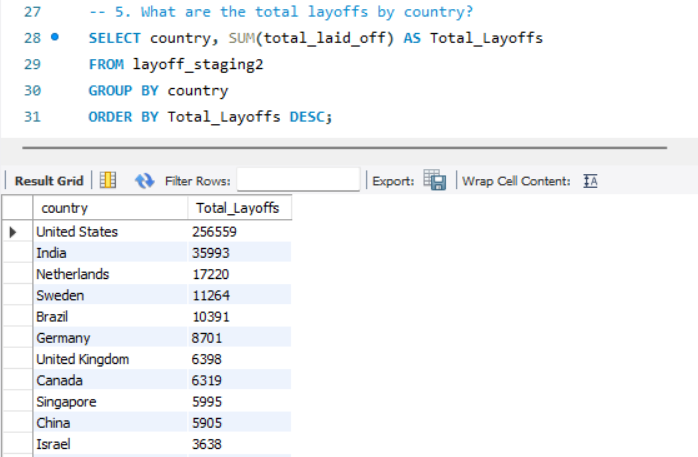 27 -- 5. What are the total layoffs by country?
28 SELECT country, SUM(total_laid_off) AS Total_Layoffs
29 FROM layoff_staging2
30 GROUP BY country
31 ORDER BY Total_Layoffs DESC;
Result Grid Filter Rows: Export: Wrap Cell Content: IA
country Total_Layoffs
United States 256559
India 35993
Netherlands 17220
Sweden 11264
Brazil 10391
Germany 8701
United Kingdom 6398
Canada 6319
Singapore 5995
China 5905
Israel 3638